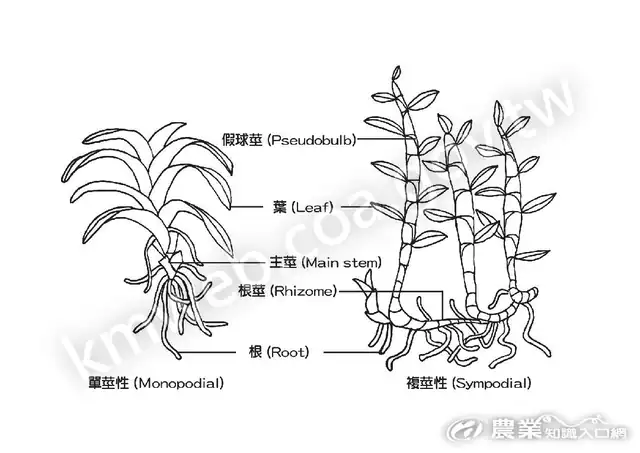 假球莖 (Pseudobulb)
葉 (Leaf)
主莖 (Main stem)
根莖 (Rhizome)
根 (Root)
單莖性 (Monopodial)
複莖性 (Sympodial)
農業知識入口網